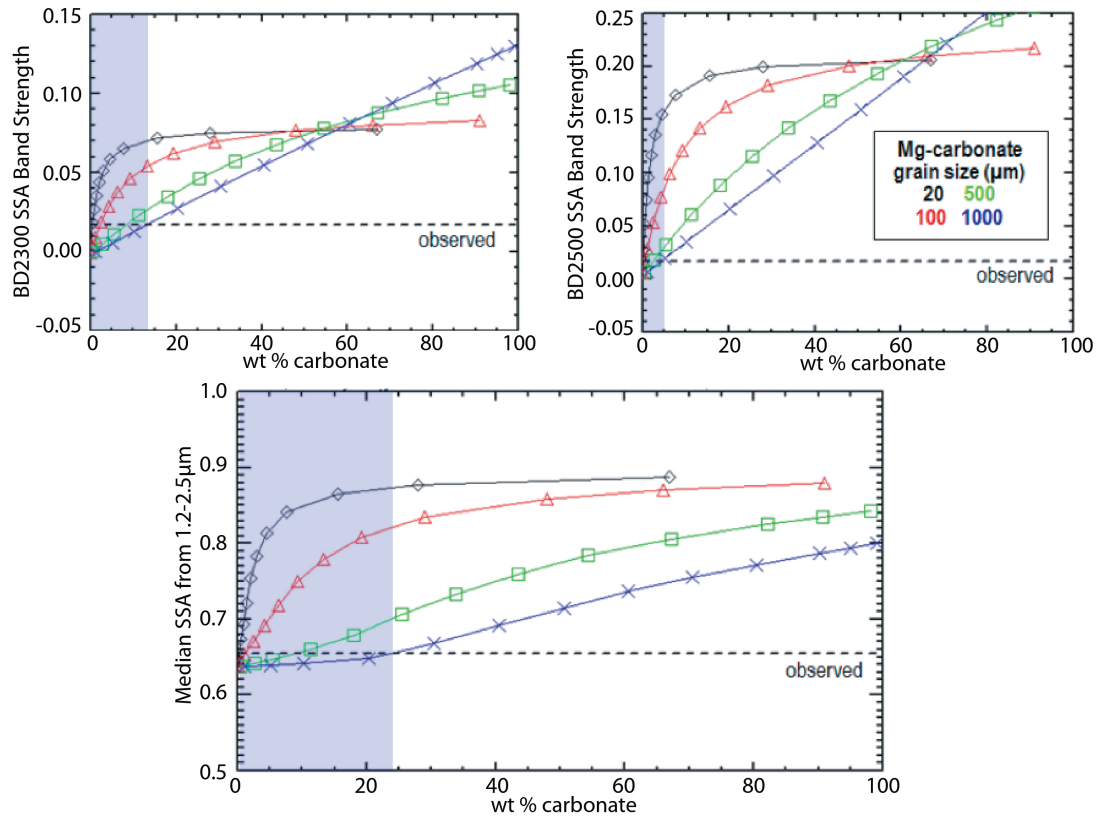 BD2300 SSA Band Strength
0.15
0.10
0.05
0.00
-0.05
observed
0 20 40 60 80 100
wt % carbonate
BD2500 SSA Band Strength
0.25
0.20
0.15
0.10
0.05
0.00
-0.05
Mg-carbonate
grain size (μm)
20 500
100 1000
observed
0 20 40 60 80 100
wt % carbonate
Median SSA from 1.2-2.5μm
1.0
0.9
0.8
0.7
0.6
0.5
observed
0 20 40 60 80 100
wt % carbonate